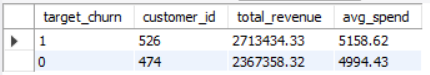 target_churn customer_id total_revenue avg_spend
1 526 2713434.33 5158.62
0 474 2367358.32 4994.43